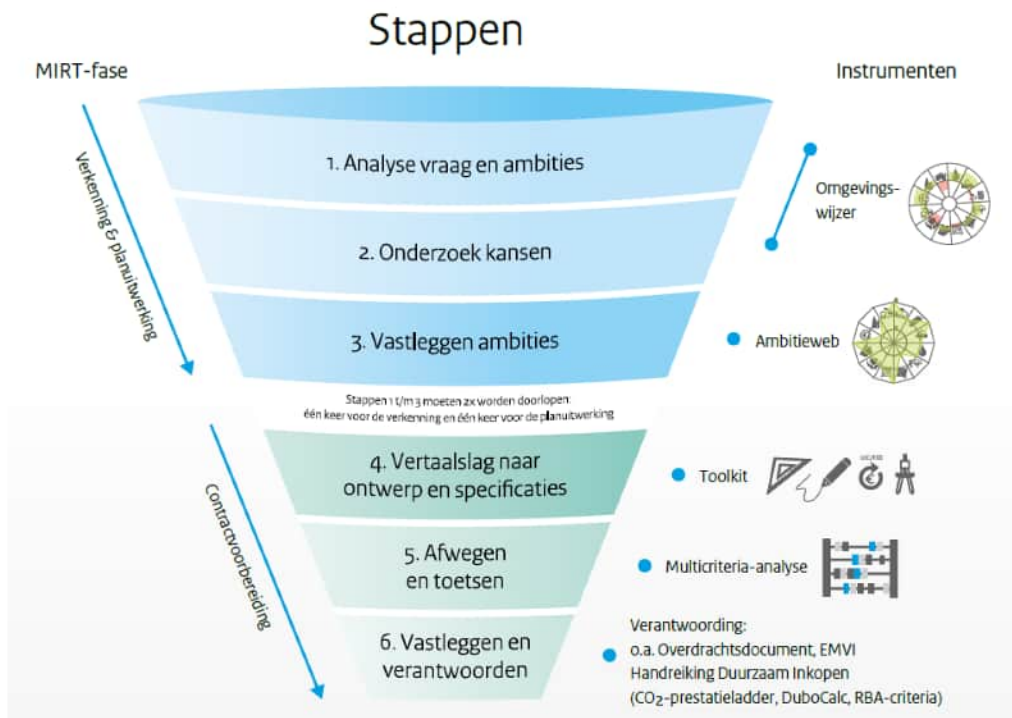 Stappen
MIRT-fase
Instrumenten
Verkenning & planuitwerking
1. Analyse vraag en ambities
Omgevings-
wijzer
2. Onderzoek kansen
3. Vastleggen ambities
Ambitieweb
Stappen 1 t/m 3 moeten 2x worden doorlopen:
één keer voor de verkenning en één keer voor de planuitwerking
Contractvoorbereiding
4. Vertaalslag naar
ontwerp en specificaties
Toolkit
5. Afwegen
en toetsen
Multicriteria-analyse
6. Vastleggen en
verantwoorden
Verantwoording:
o.a. Overdrachtsdocument, EMVI
Handreiking Duurzaam Inkopen
(CO2-prestatieladder, DuboCalc, RBA-criteria)